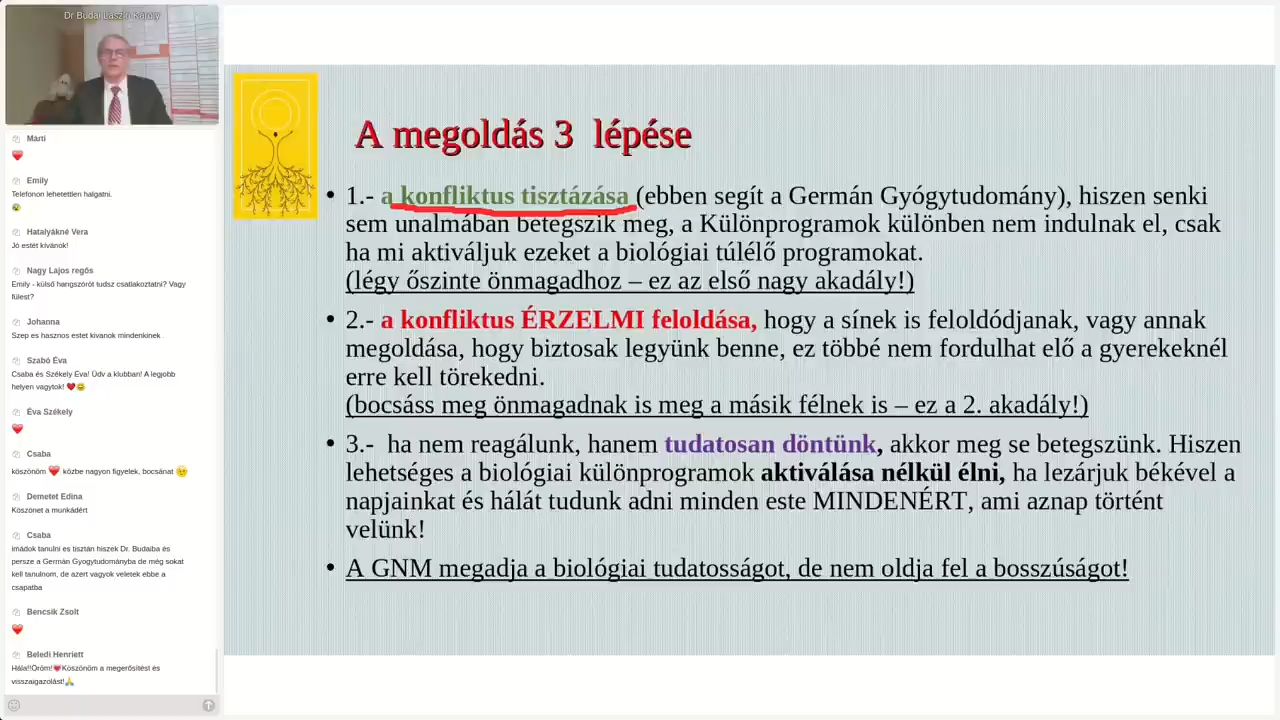 Dr Budai László Károly
Márti
❤️
Emily
Telefonon lehetettlen halgatni.
😢
Hatalyákné Vera
Jó estét kívánok!
Nagy Lajos regős
Emily - külső hangszórót tudsz csatlakoztatni? Vagy
fülest?
Johanna
Szep es hasznos estet kivanok mindenkinek
Szabó Éva
Csaba és Székely Éva! Üdv a klubban! A legjobb
helyen vagytok! ❤️😊
Éva Székely
❤️
Csaba
köszönöm ❤️ közbe nagyon figyelek, bocsánat 😉
Demetet Edina
Köszönet a munkádért
Csaba
imádok tanulni es tisztán hiszek Dr. Budaiba és
persze a Germán Gyogytudományba de még sokat
kell tanulnom, de azert vagyok veletek ebbe a
csapatba
Bencsik Zsolt
❤️
Beledi Henriett
Hála!!Öröm!💗Köszönöm a megerősítést és
visszaigazolást!🙏
A megoldás 3 lépése
• 1.- a konfliktus tisztázása (ebben segít a Germán Gyógytudomány), hiszen senki
sem unalmában betegszik meg, a Különprogramok különben nem indulnak el, csak
ha mi aktiváljuk ezeket a biológiai túlélő programokat.
(légy őszinte önmagadhoz – ez az első nagy akadály!)
• 2.- a konfliktus ÉRZELMI feloldása, hogy a sínek is feloldódjanak, vagy annak
megoldása, hogy biztosak legyünk benne, ez többé nem fordulhat elő a gyerekeknél
erre kell törekedni.
(bocsáss meg önmagadnak is meg a másik félnek is – ez a 2. akadály!)
• 3.- ha nem reagálunk, hanem tudatosan döntünk, akkor meg se betegszünk. Hiszen
lehetséges a biológiai különprogramok aktiválása nélkül élni, ha lezárjuk békével a
napjainkat és hálát tudunk adni minden este MINDENÉRT, ami aznap történt
velünk!
• A GNM megadja a biológiai tudatosságot, de nem oldja fel a bosszúságot!